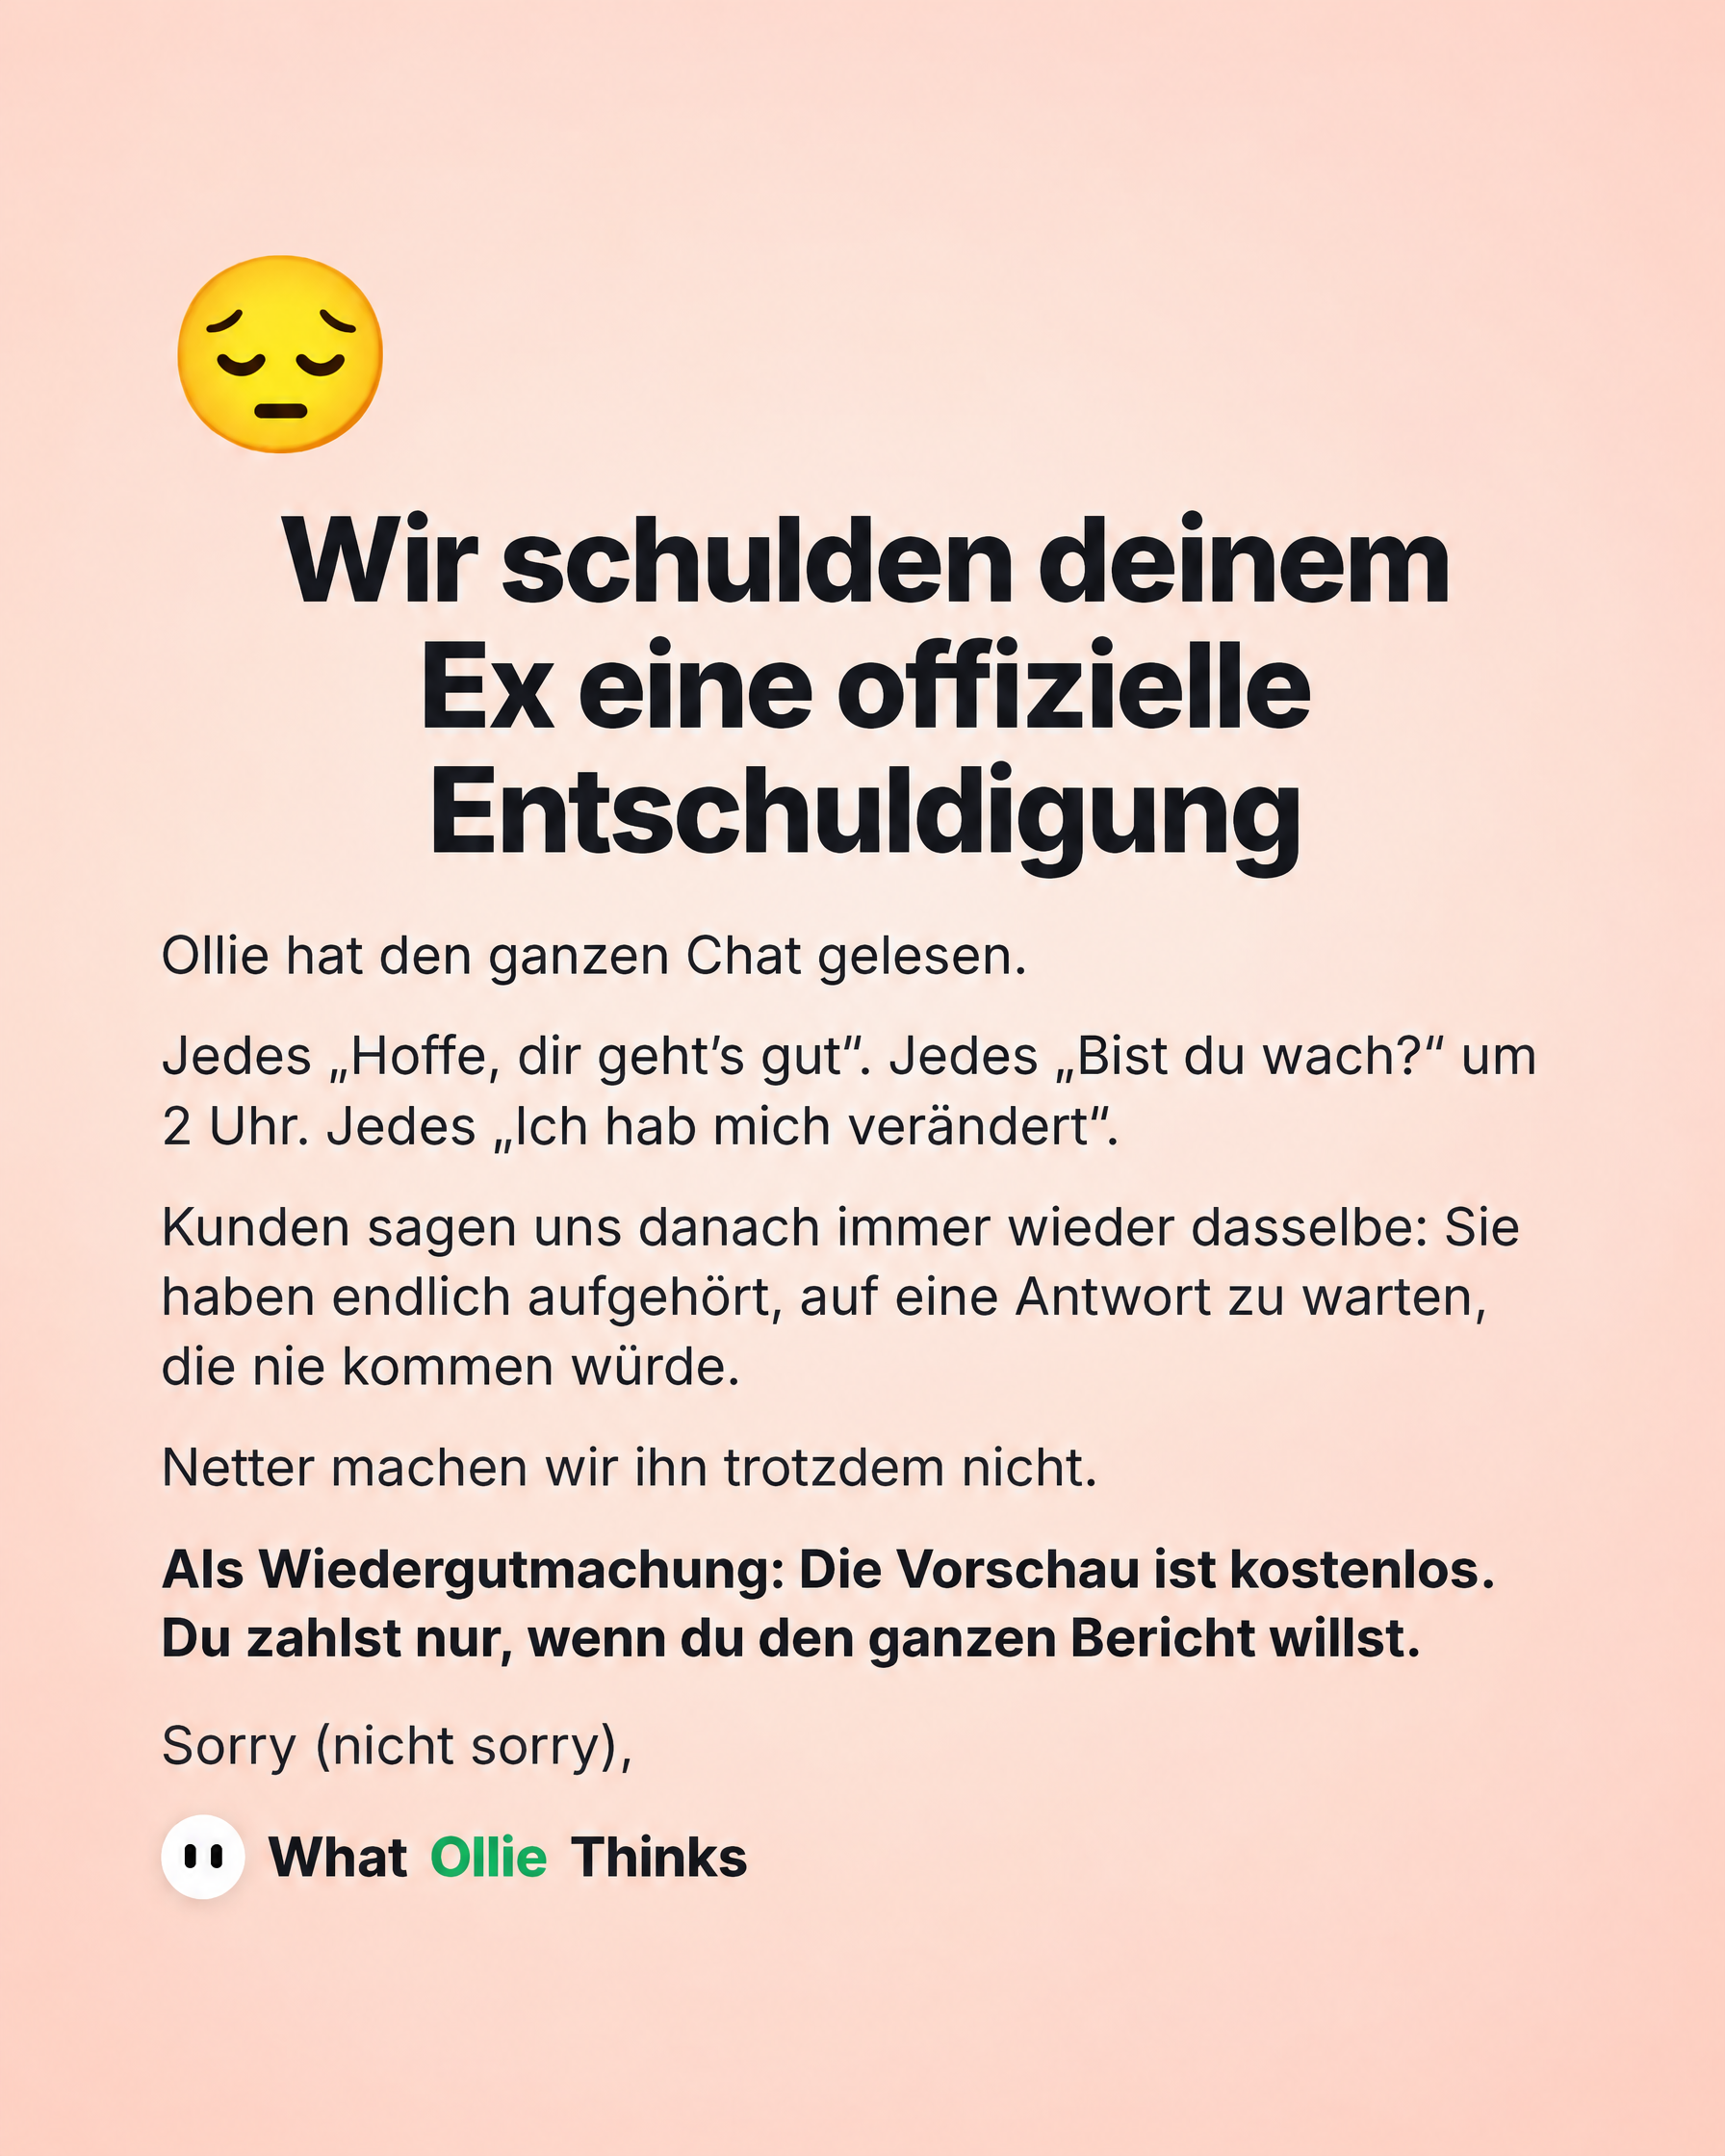 Wir schulden deinem
Ex eine offizielle
Entschuldigung
Ollie hat den ganzen Chat gelesen.
Jedes „Hoffe, dir geht’s gut“. Jedes „Bist du wach?“ um
2 Uhr. Jedes „Ich hab mich verändert“.
Kunden sagen uns danach immer wieder dasselbe: Sie
haben endlich aufgehört, auf eine Antwort zu warten,
die nie kommen würde.
Netter machen wir ihn trotzdem nicht.
Als Wiedergutmachung: Die Vorschau ist kostenlos.
Du zahlst nur, wenn du den ganzen Bericht willst.
Sorry (nicht sorry),
What Ollie Thinks